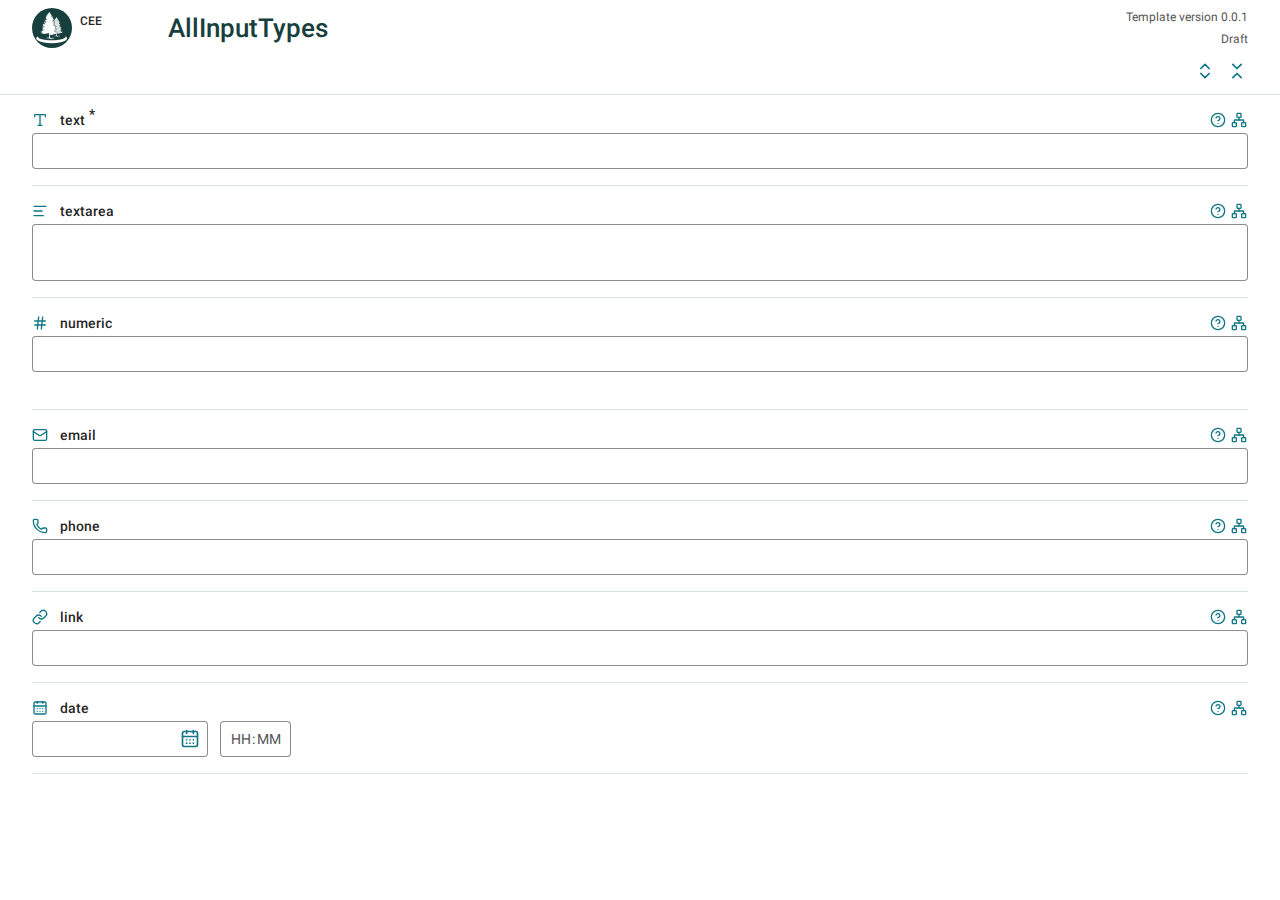 CEE
AllInputTypes
Template version 0.0.1
Draft
text *
textarea
numeric
email
phone
link
date
HH:MM